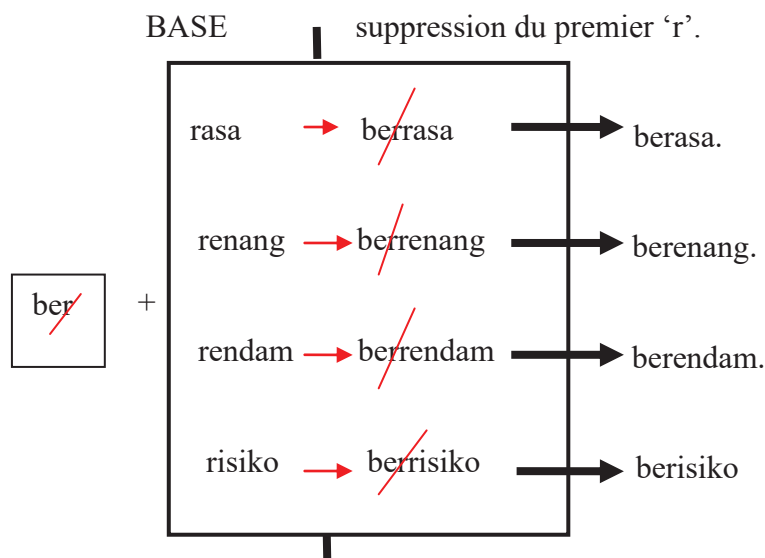 BASE suppression du premier ‘r’.
rasa berrasa berasa.
renang berrenang berenang.
ber +
rendam berrendam berendam.
risiko berrisiko berisiko